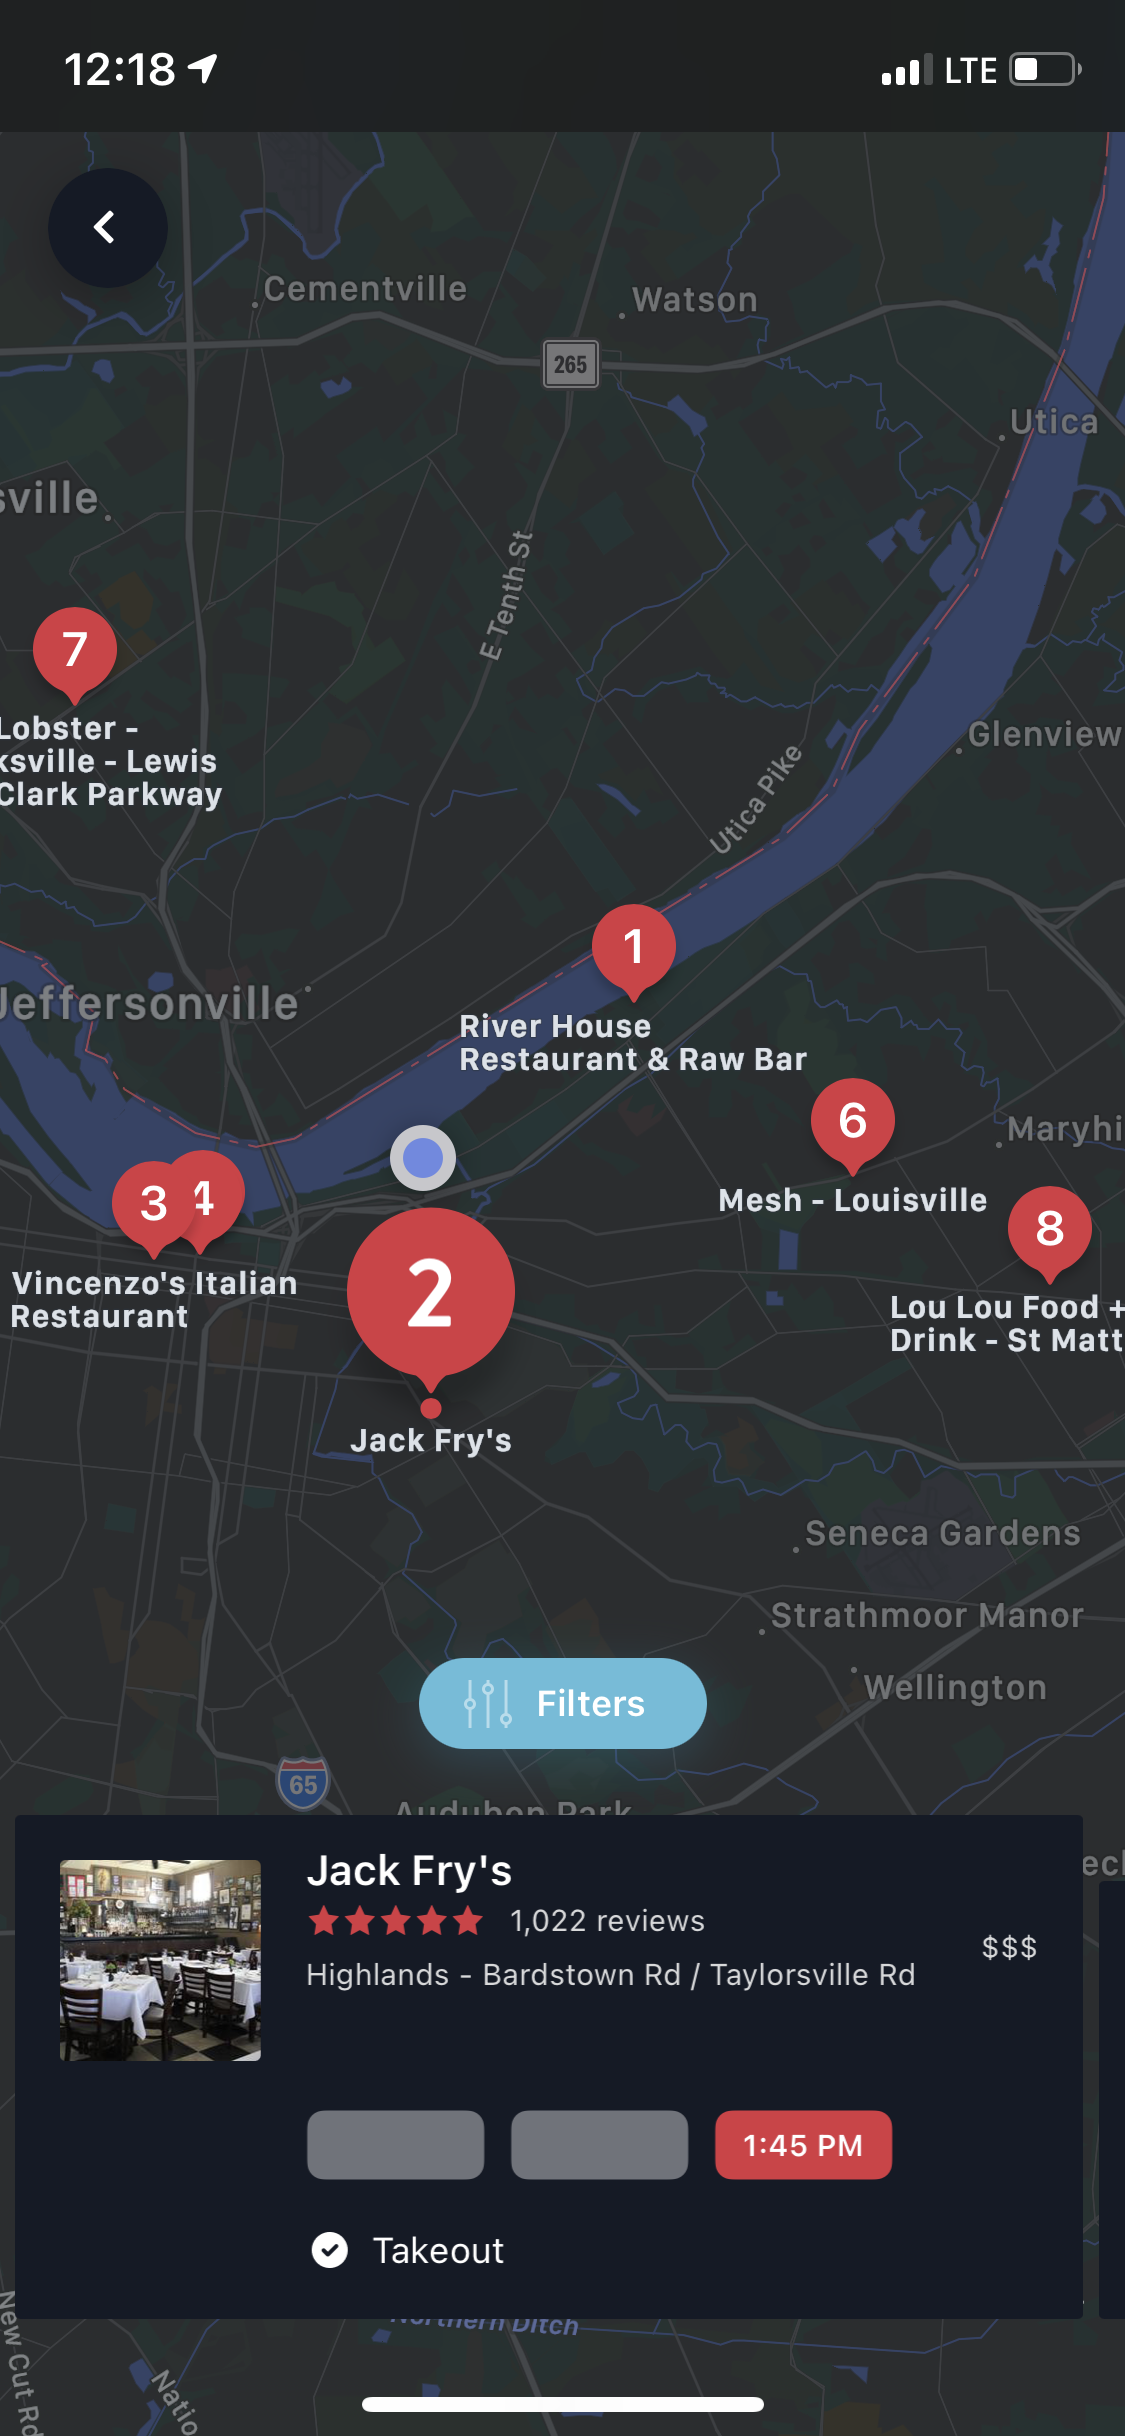 12:18
LTE
Cementville
Watson
265
Utica
sville
E Tenth St
7
Lobster -
ksville - Lewis
Clark Parkway
Glenview
Utica Pike
1
Jeffersonville
River House
Restaurant & Raw Bar
6
Maryhi
3
4
Mesh - Louisville
8
2
Vincenzo's Italian
Restaurant
Lou Lou Food +
Drink - St Matt
Jack Fry's
Seneca Gardens
Strathmoor Manor
Wellington
Filters
65
Audubon Park
Jack Fry's
1,022 reviews
$$$
Highlands - Bardstown Rd / Taylorsville Rd
1:45 PM
Takeout
Northern Ditch
New Cut Rd
Natio